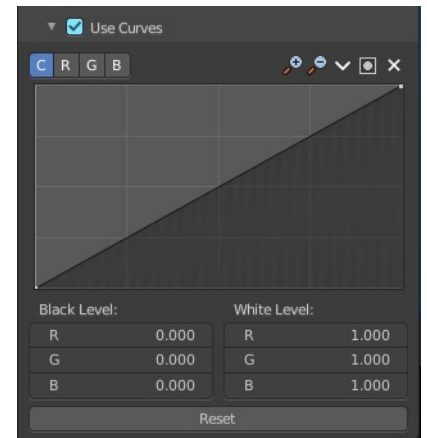 Use Curves
C R G B
Black Level: White Level:
R 0.000 R 1.000
G 0.000 G 1.000
B 0.000 B 1.000
Reset